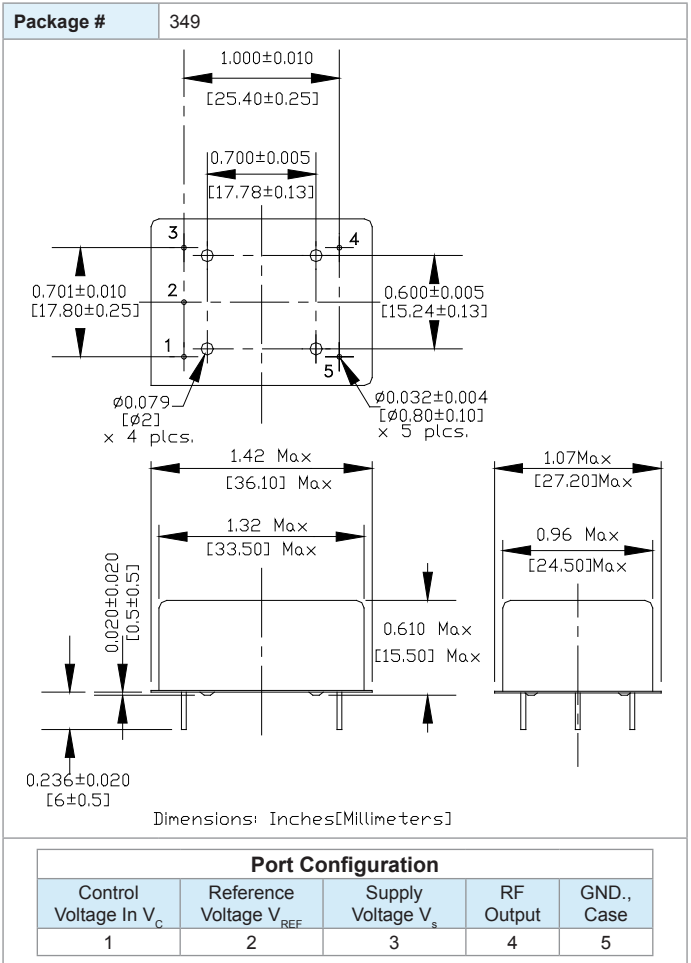 Package # 349
1.000±0.010
[25.40±0.25]
0.700±0.005
[17.78±0.13]
3
4
0.701±0.010
[17.80±0.25]
2
0.600±0.005
[15.24±0.13]
1
5
Ø0.079
[Ø2]
x 4 plcs.
Ø0.032±0.004
[Ø0.80±0.10]
x 5 plcs.
1.42 Max
[36.10] Max
1.07Max
[27.20]Max
1.32 Max
[33.50] Max
0.96 Max
[24.50]Max
0.020±0.020
[0.5±0.5]
0.610 Max
[15.50] Max
0.236±0.020
[6±0.5]
Dimensions: Inches[Millimeters]
Port Configuration
Control Reference Supply RF GND.,
Voltage In VC Voltage VREF Voltage Vs Output Case
1 2 3 4 5